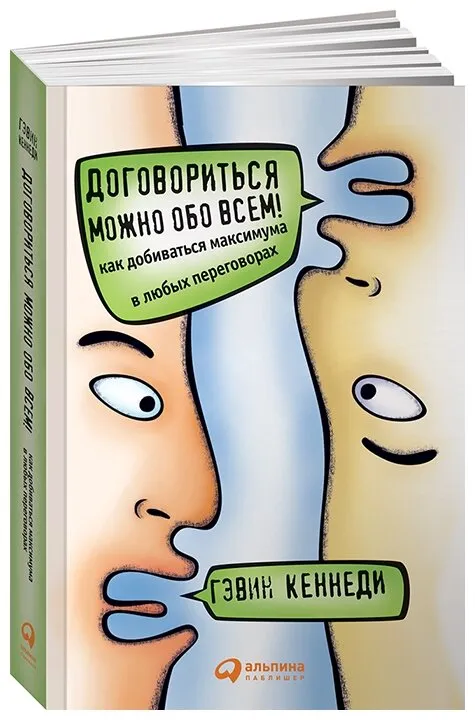 ДОГОВОРИТЬСЯ
МОЖНО ОБО ВСЕМ!
как добиваться максимума
в любых переговорах
ГЭВИН КЕННЕДИ
альпина
ПАБЛИШЕР
ГЭВИН
КЕННЕДИ
ДОГОВОРИТЬСЯ МОЖНО ОБО ВСЕМ!
как добиваться максимума
в любых переговорах